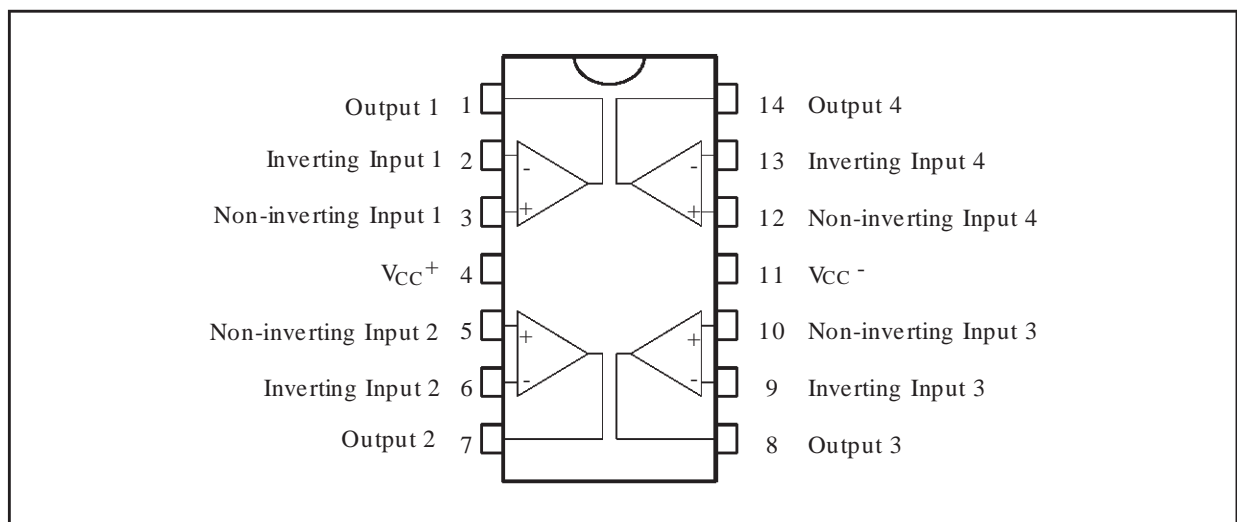 Output 1 1 14 Output 4
Inverting Input 1 2 - - 13 Inverting Input 4
Non-inverting Input 1 3 + + 12 Non-inverting Input 4
VCC+ 4 11 VCC -
Non-inverting Input 2 5 + + 10 Non-inverting Input 3
Inverting Input 2 6 - - 9 Inverting Input 3
Output 2 7 8 Output 3